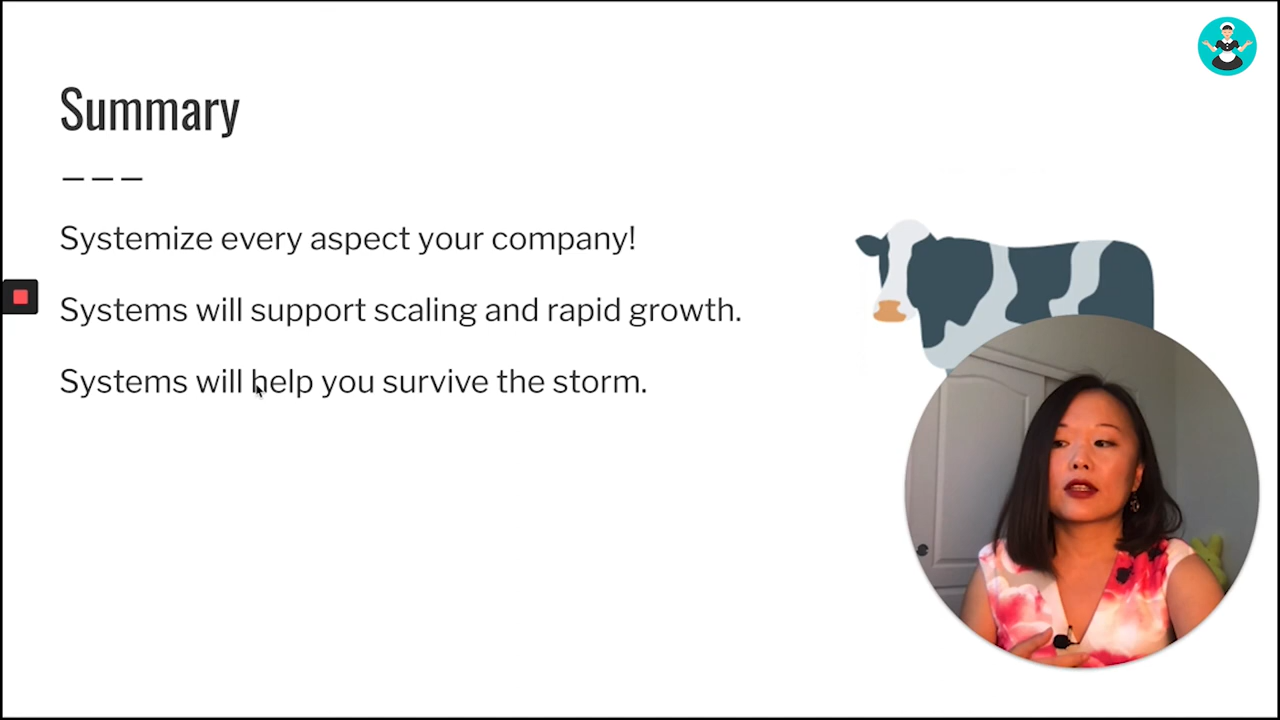 Summary
Systemize every aspect your company!
Systems will support scaling and rapid growth.
Systems will help you survive the storm.